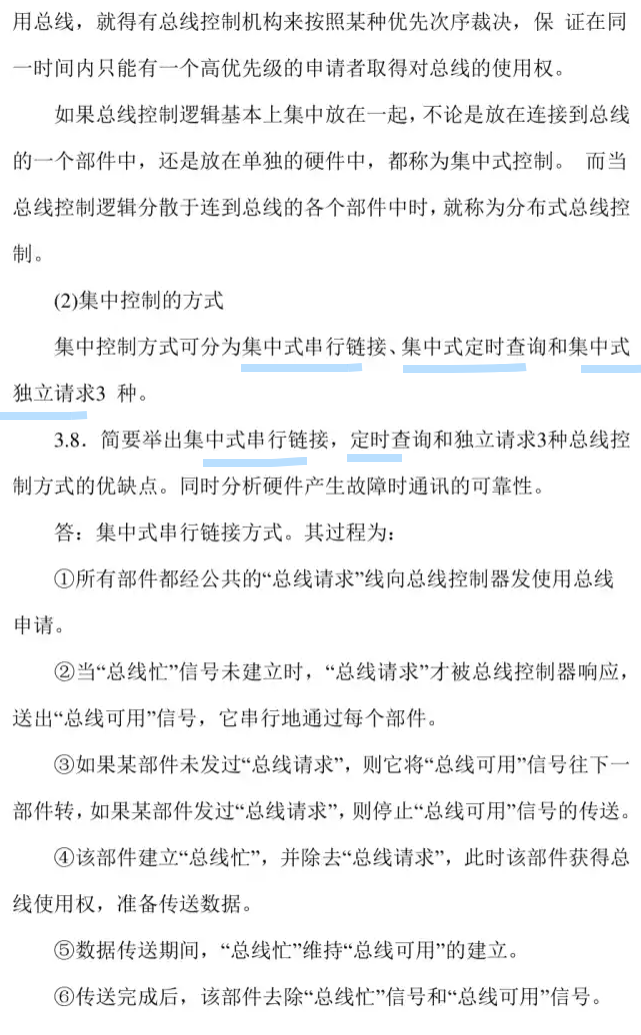 用总线，就得有总线控制机构来按照某种优先次序裁决，保 证在同
一时间内只能有一个高优先级的申请者取得对总线的使用权。
如果总线控制逻辑基本上集中放在一起，不论是放在连接到总线
的一个部件中，还是放在单独的硬件中，都称为集中式控制。 而当
总线控制逻辑分散于连到总线的各个部件中时，就称为分布式总线控
制。
(2)集中控制的方式
集中控制方式可分为集中式串行链接、集中式定时查询和集中式
独立请求3 种。
3.8．简要举出集中式串行链接，定时查询和独立请求3种总线控
制方式的优缺点。同时分析硬件产生故障时通讯的可靠性。
答：集中式串行链接方式。其过程为：
①所有部件都经公共的“总线请求”线向总线控制器发使用总线
申请。
②当“总线忙”信号未建立时，“总线请求”才被总线控制器响应，
送出“总线可用”信号，它串行地通过每个部件。
③如果某部件未发过“总线请求”，则它将“总线可用”信号往下一
部件转，如果某部件发过“总线请求”，则停止“总线可用”信号的传送。
④该部件建立“总线忙”，并除去“总线请求”，此时该部件获得总
线使用权，准备传送数据。
⑤数据传送期间，“总线忙”维持“总线可用”的建立。
⑥传送完成后，该部件去除“总线忙”信号和“总线可用”信号。